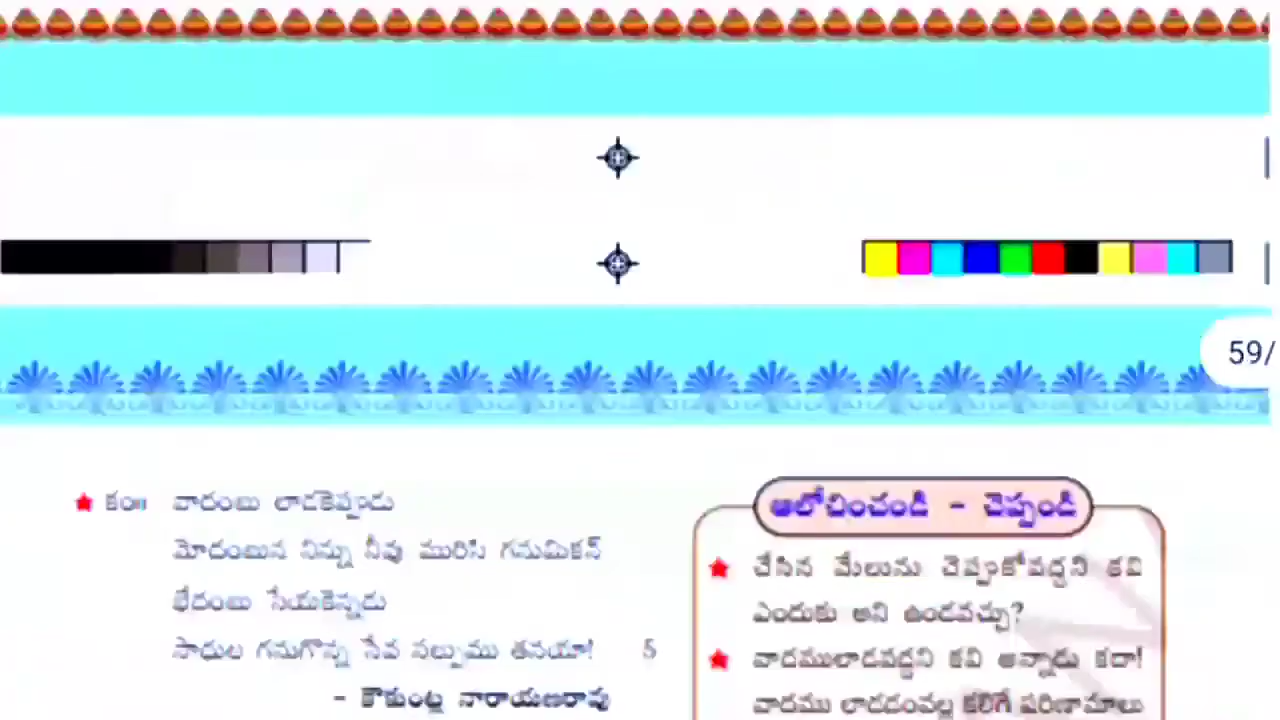 59/
★ కం॥ వాదంబు లాడకెప్పుడు
మోదంబున నిన్ను నీవు మురిసి గనుమికన్
భేదంబు సేయకెన్నడు
సాధుల గనుగొన్న సేవ సల్పుము తనయా! 5
- కౌకుంట్ల నారాయణరావు
ఆలోచించండి - చెప్పండి
★ చేసిన మేలును చెప్పుకోవద్దని కవి
ఎందుకు అని ఉండవచ్చు?
★ వాదములాడవద్దని కవి అన్నాడు కదా!
వాదము లాడడంవల్ల కలిగే పరిణామాలు